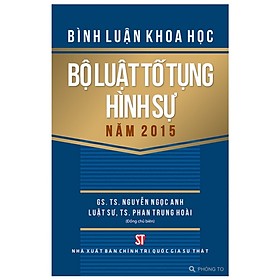 BÌNH LUẬN KHOA HỌC
BỘ LUẬT TỐ TỤNG
HÌNH SỰ
NĂM 2015
GS. TS. NGUYỄN NGỌC ANH
LUẬT SƯ, TS. PHAN TRUNG HOÀI
(Đồng chủ biên)
ST
NHÀ XUẤT BẢN CHÍNH TRỊ QUỐC GIA SỰ THẬT
PHÓNG TO